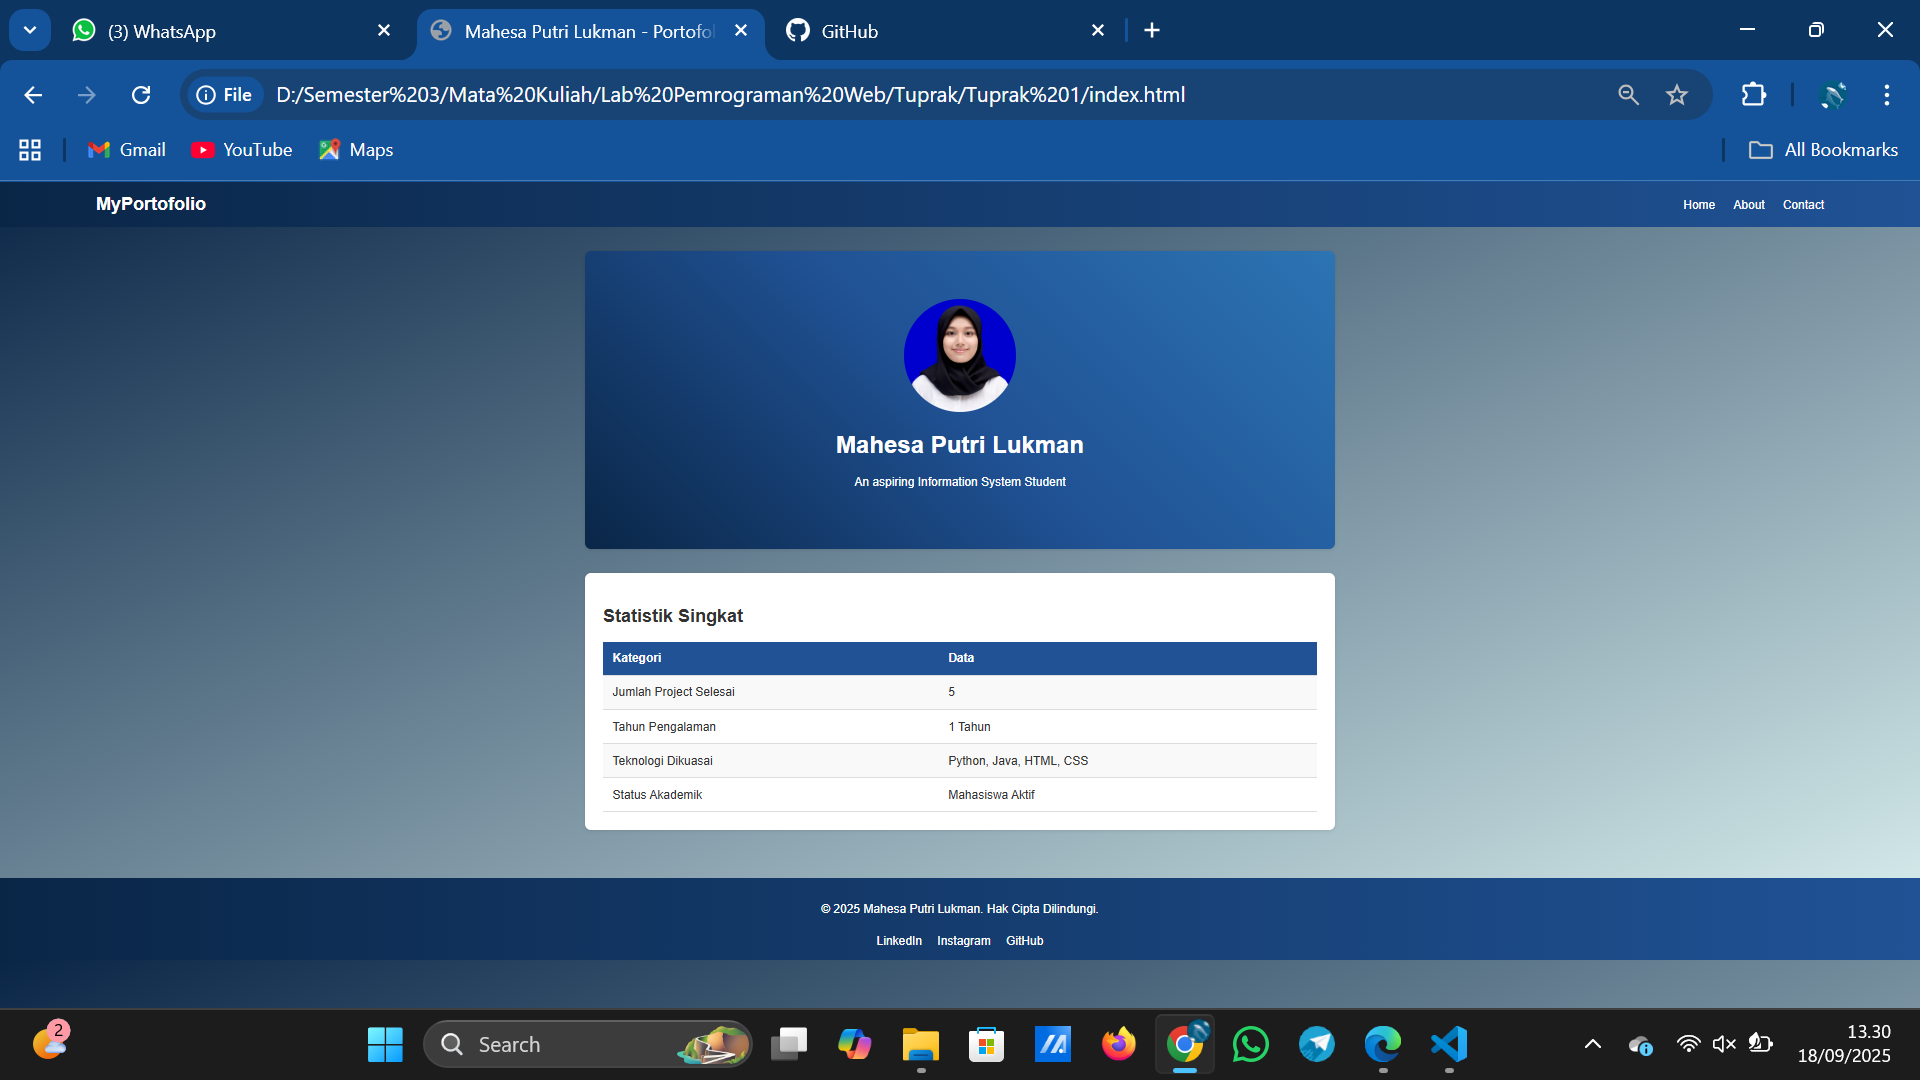 (3) WhatsApp
Mahesa Putri Lukman - Portofol
GitHub
File
D:/Semester%203/Mata%20Kuliah/Lab%20Pemrograman%20Web/Tuprak/Tuprak%201/index.html
Gmail
YouTube
Maps
All Bookmarks
MyPortofolio
Home About Contact
Mahesa Putri Lukman
An aspiring Information System Student
Statistik Singkat
Kategori Data
Jumlah Project Selesai 5
Tahun Pengalaman 1 Tahun
Teknologi Dikuasai Python, Java, HTML, CSS
Status Akademik Mahasiswa Aktif
© 2025 Mahesa Putri Lukman. Hak Cipta Dilindungi.
LinkedIn Instagram GitHub
2
Search
13.30
18/09/2025